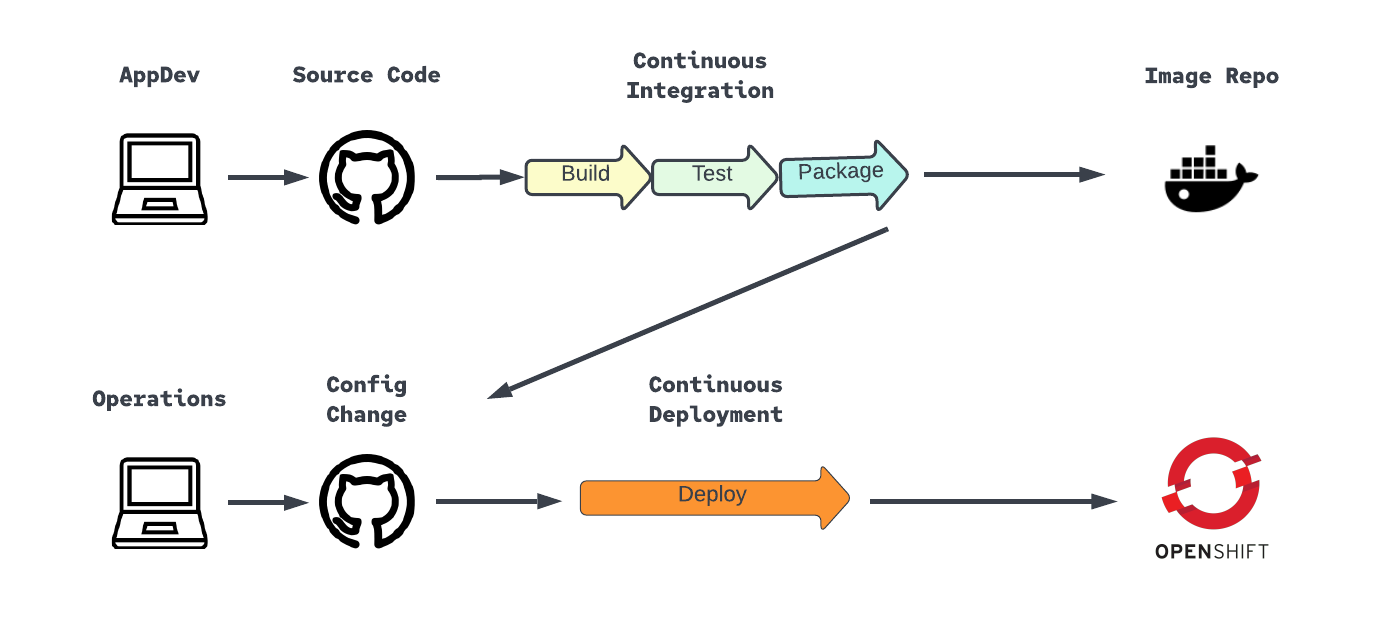 AppDev
Source Code
Continuous
Integration
Image Repo
Build
Test
Package
Operations
Config
Change
Continuous
Deployment
Deploy
OPENSHIFT